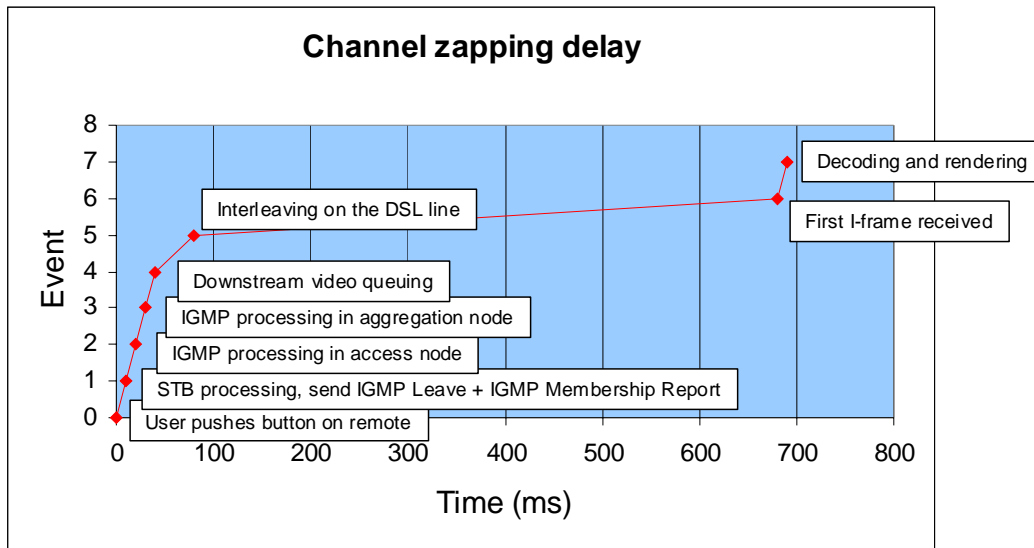 Channel zapping delay
8
7
6
5
4
3
2
1
0
Event
Decoding and rendering
First I-frame received
Interleaving on the DSL line
Downstream video queuing
IGMP processing in aggregation node
IGMP processing in access node
STB processing, send IGMP Leave + IGMP Membership Report
User pushes button on remote
0 100 200 300 400 500 600 700 800
Time (ms)